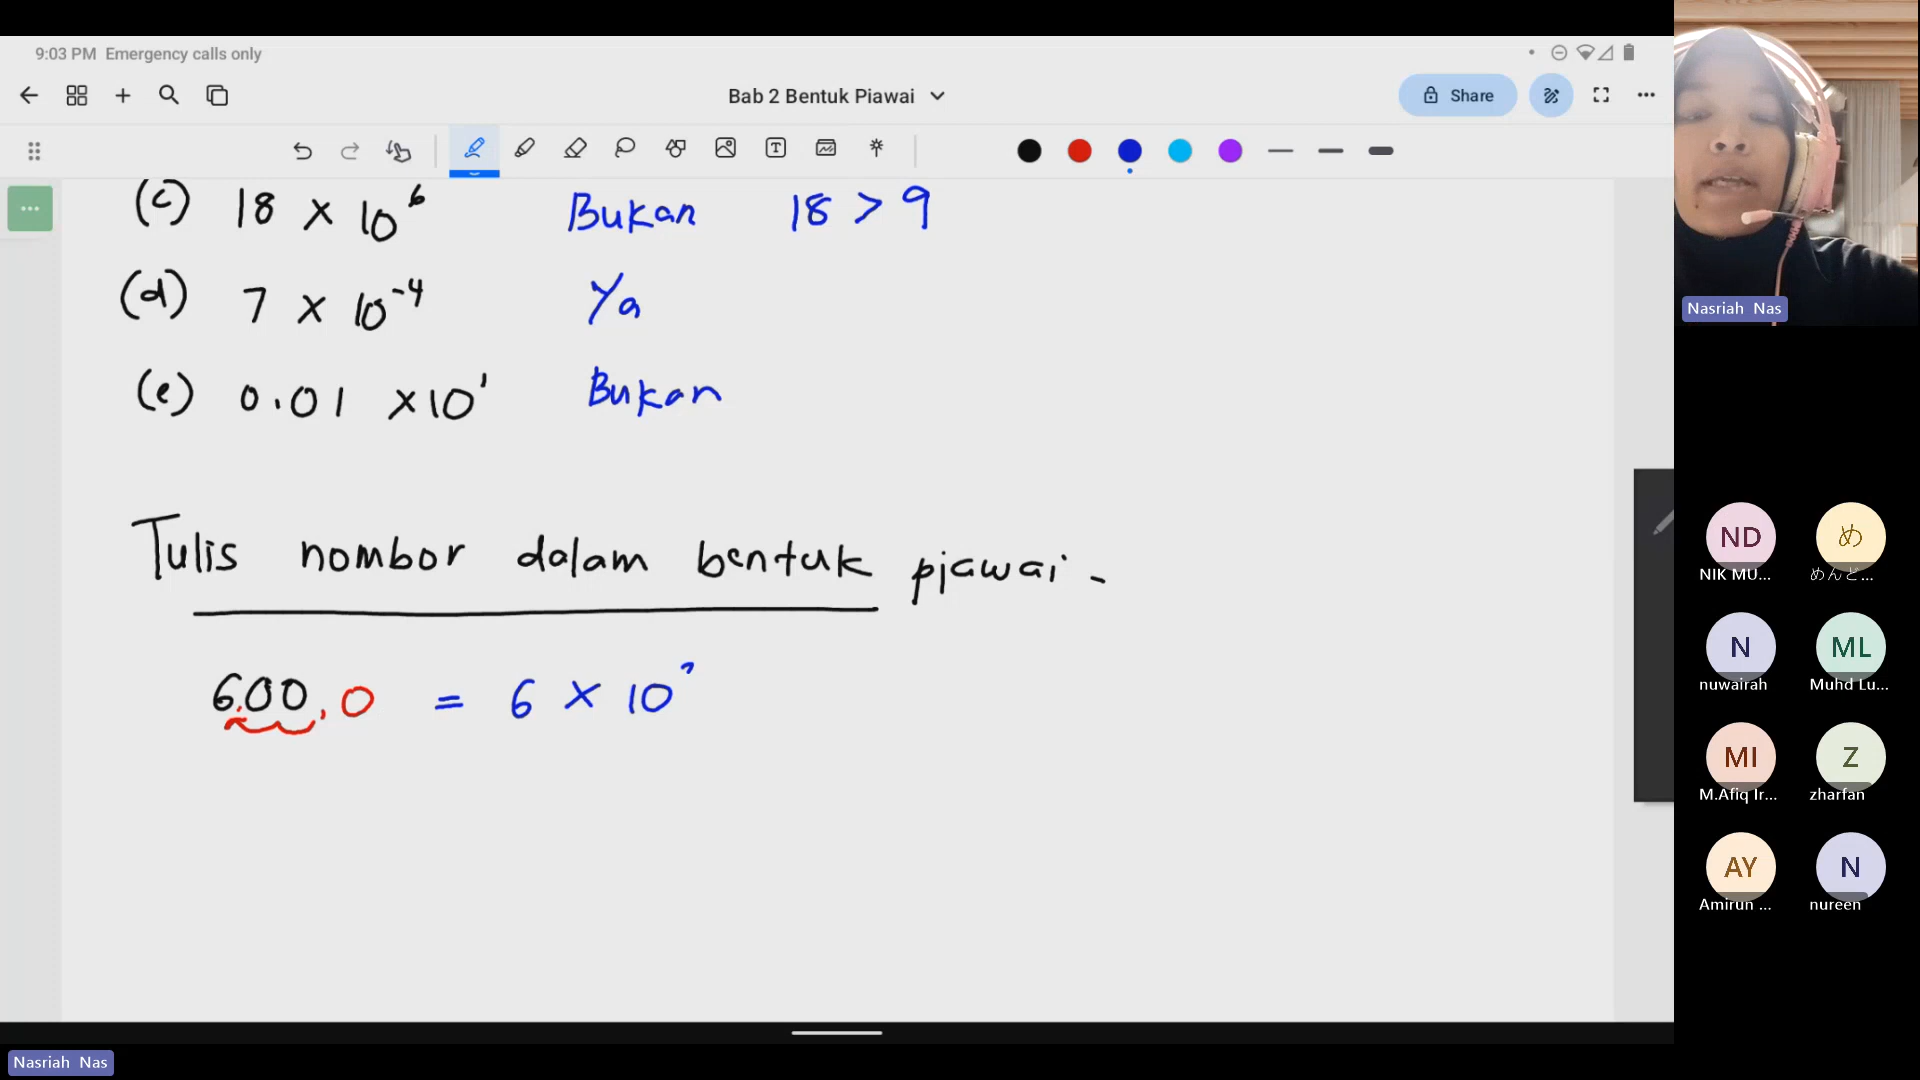 9:03 PM Emergency calls only
Bab 2 Bentuk Piawai
Share
(c) 18 × 10⁶ Bukan 18 > 9
(d) 7 × 10⁻⁴ Ya
(e) 0.01 ×10¹ Bukan
Tulis nombor dalam bentuk piawai.
600.0 = 6 × 10
Nasriah Nas
ND め
NIK MU... めんど...
N ML
nuwairah Muhd Lu...
MI Z
M.Afiq Ir... zharfan
AY N
Amirun ... nureen
Nasriah Nas